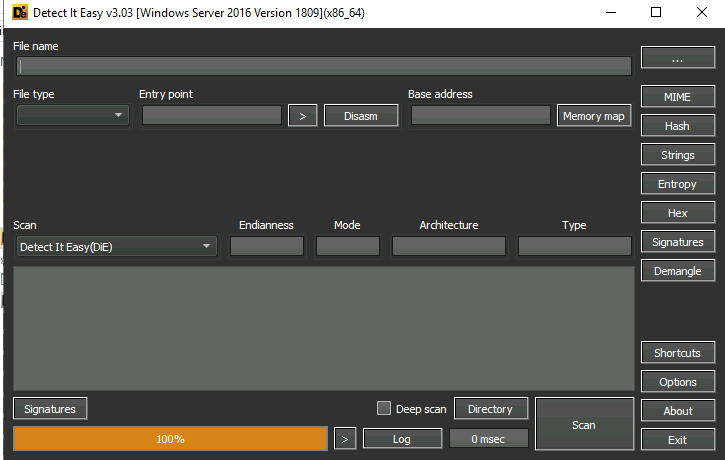 Detect It Easy v3.03 [Windows Server 2016 Version 1809](x86_64)
File name
...
File type Entry point Base address
> Disasm Memory map
MIME
Hash
Strings
Entropy
Hex
Signatures
Demangle
Scan Endianness Mode Architecture Type
Detect It Easy(DiE)
Shortcuts
Options
About
Exit
Signatures Deep scan Directory Scan
100% > Log 0 msec